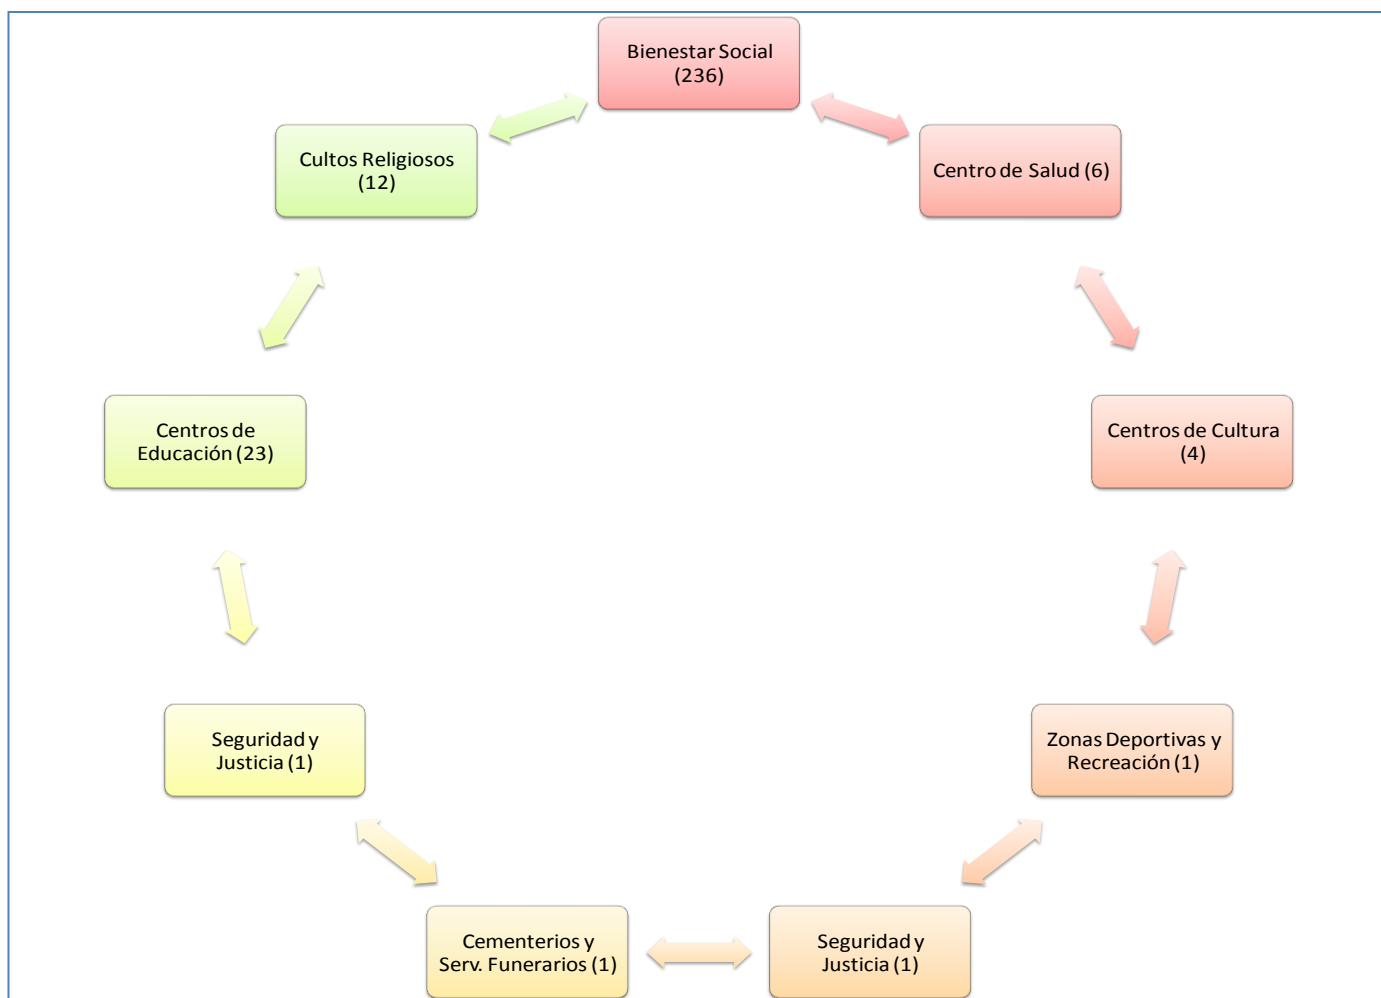 Bienestar Social
(236)
Cultos Religiosos
(12)
Centro de Salud (6)
Centros de
Educación (23)
Centros de Cultura
(4)
Seguridad y
Justicia (1)
Zonas Deportivas y
Recreación (1)
Cementerios y
Serv. Funerarios (1)
Seguridad y
Justicia (1)